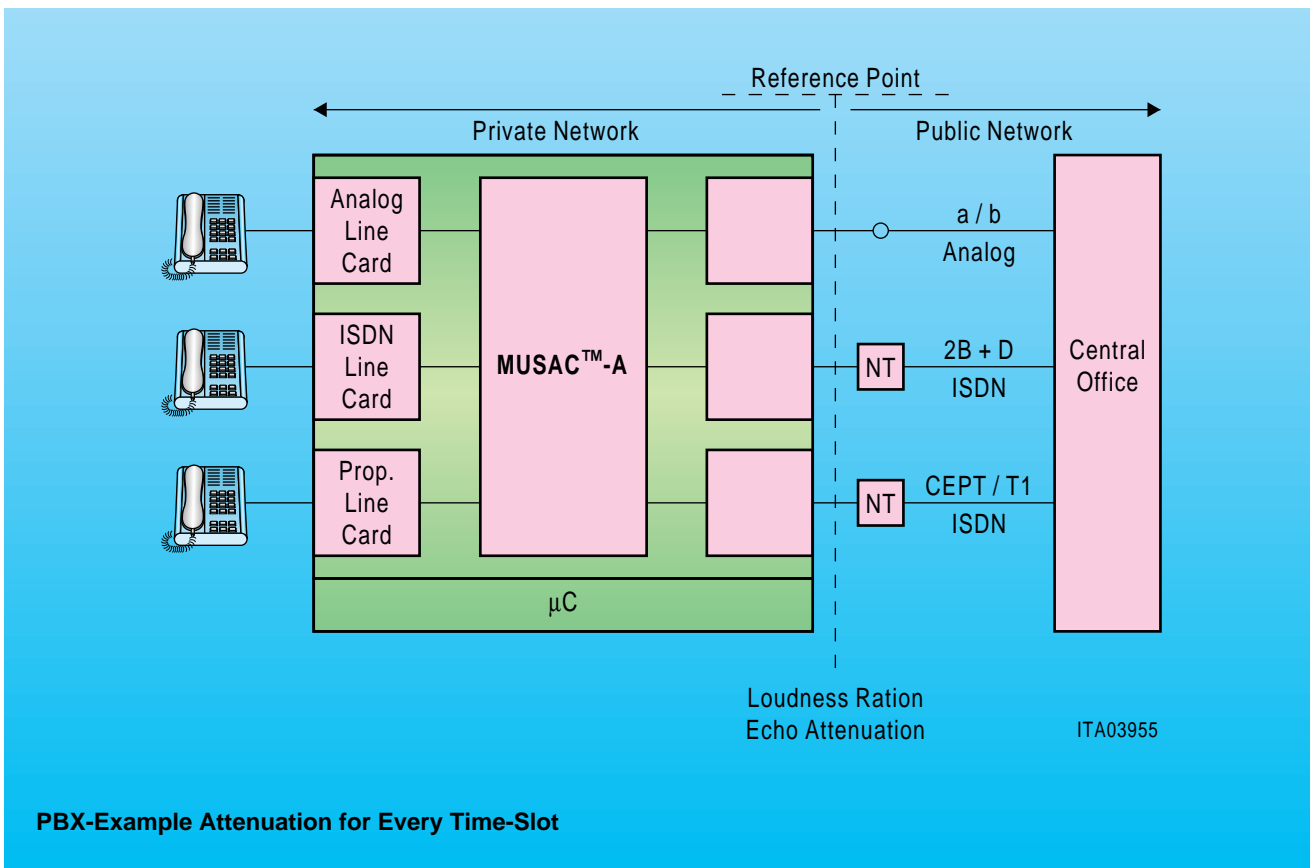 Reference Point
Private Network
Public Network
Analog
Line
Card
a / b
Analog
ISDN
Line
Card
MUSAC™-A
NT
2B + D
ISDN
Central
Office
Prop.
Line
Card
NT
CEPT / T1
ISDN
μC
Loudness Ration
Echo Attenuation
ITA03955
PBX-Example Attenuation for Every Time-Slot